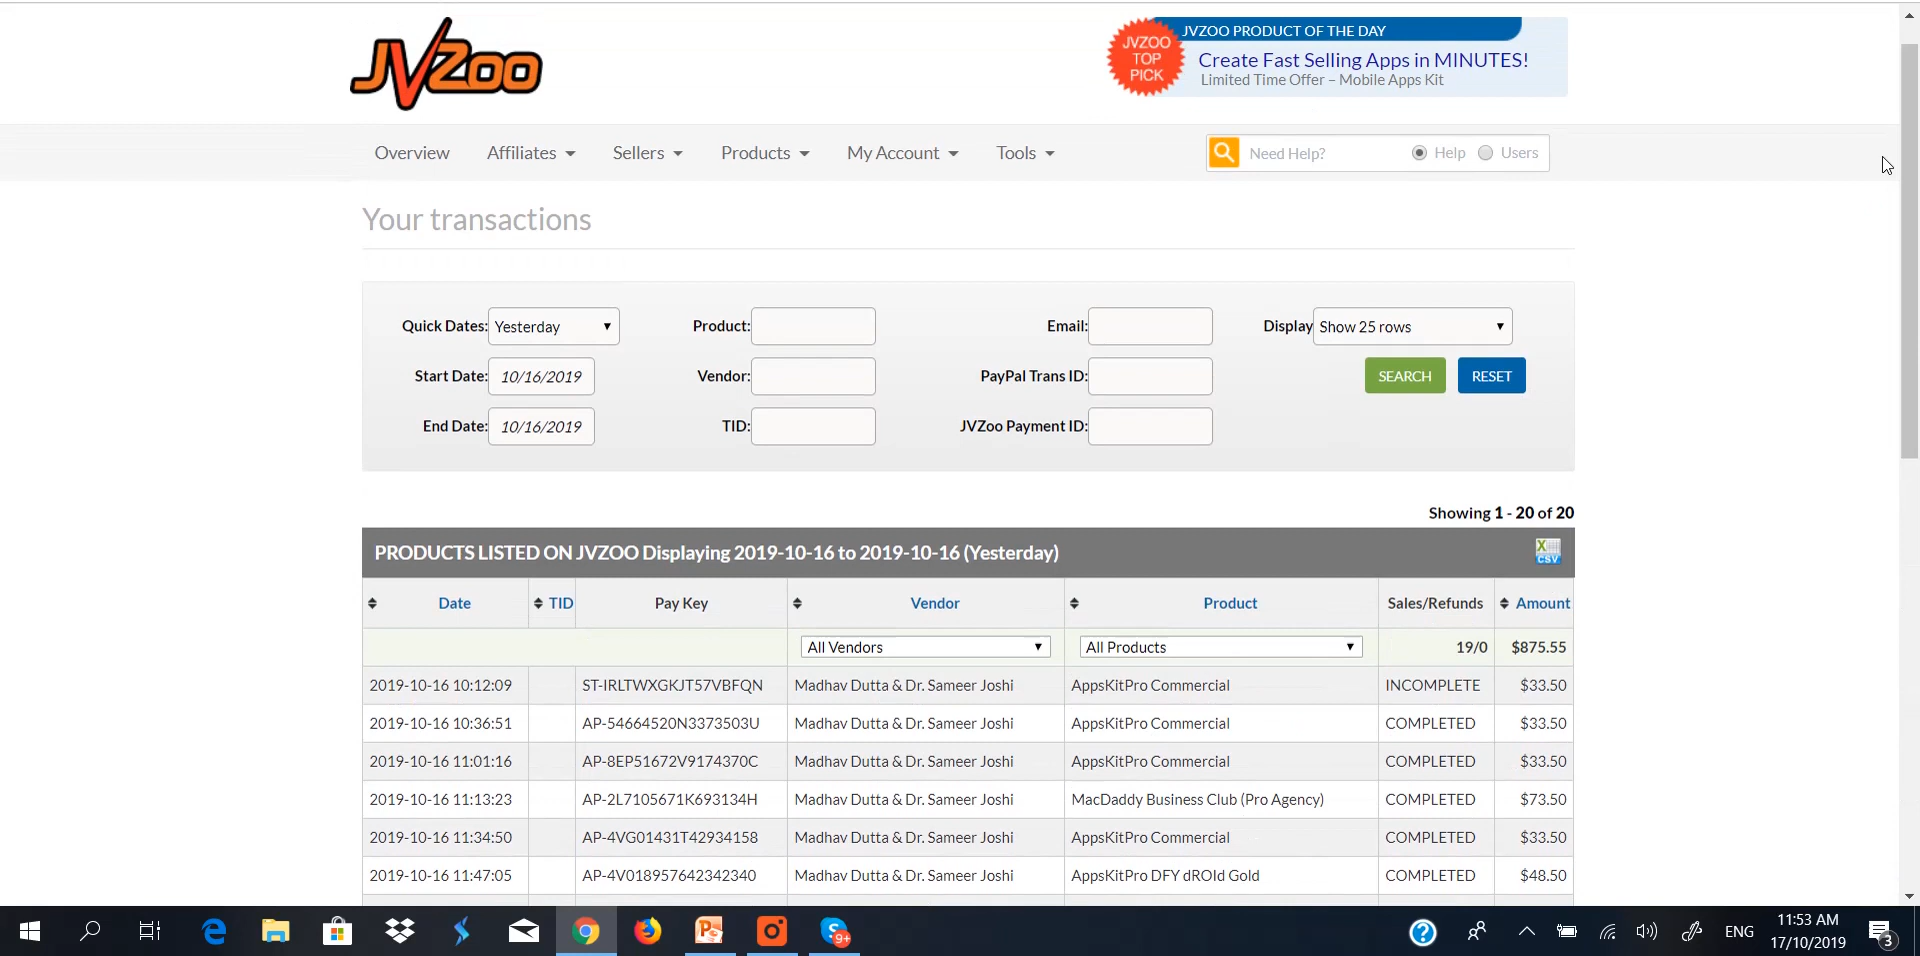 JVZoo
JVZOO TOP PICK
JVZOO PRODUCT OF THE DAY
Create Fast Selling Apps in MINUTES!
Limited Time Offer – Mobile Apps Kit
Overview Affiliates Sellers Products My Account Tools Need Help? Help Users
Your transactions
Quick Dates: Yesterday Product: Email: Display Show 25 rows
Start Date: 10/16/2019 Vendor: PayPal Trans ID: SEARCH RESET
End Date: 10/16/2019 TID: JVZoo Payment ID:
Showing 1 - 20 of 20
PRODUCTS LISTED ON JVZOO Displaying 2019-10-16 to 2019-10-16 (Yesterday) X CSV
Date TID Pay Key Vendor Product Sales/Refunds Amount
All Vendors All Products 19/0 $875.55
2019-10-16 10:12:09 ST-IRLTWXGKJT57VBFQN Madhav Dutta & Dr. Sameer Joshi AppsKitPro Commercial INCOMPLETE $33.50
2019-10-16 10:36:51 AP-54664520N3373503U Madhav Dutta & Dr. Sameer Joshi AppsKitPro Commercial COMPLETED $33.50
2019-10-16 11:01:16 AP-8EP51672V9174370C Madhav Dutta & Dr. Sameer Joshi AppsKitPro Commercial COMPLETED $33.50
2019-10-16 11:13:23 AP-2L7105671K693134H Madhav Dutta & Dr. Sameer Joshi MacDaddy Business Club (Pro Agency) COMPLETED $73.50
2019-10-16 11:34:50 AP-4VG01431T42934158 Madhav Dutta & Dr. Sameer Joshi AppsKitPro Commercial COMPLETED $33.50
2019-10-16 11:47:05 AP-4V018957642342340 Madhav Dutta & Dr. Sameer Joshi AppsKitPro DFY dROId Gold COMPLETED $48.50
9+ ENG 11:53 AM
17/10/2019 3